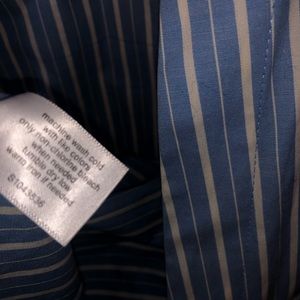 machine wash cold
with like colors
only non-chlorine bleach
when needed
tumble dry low
warm iron if needed
S1043636